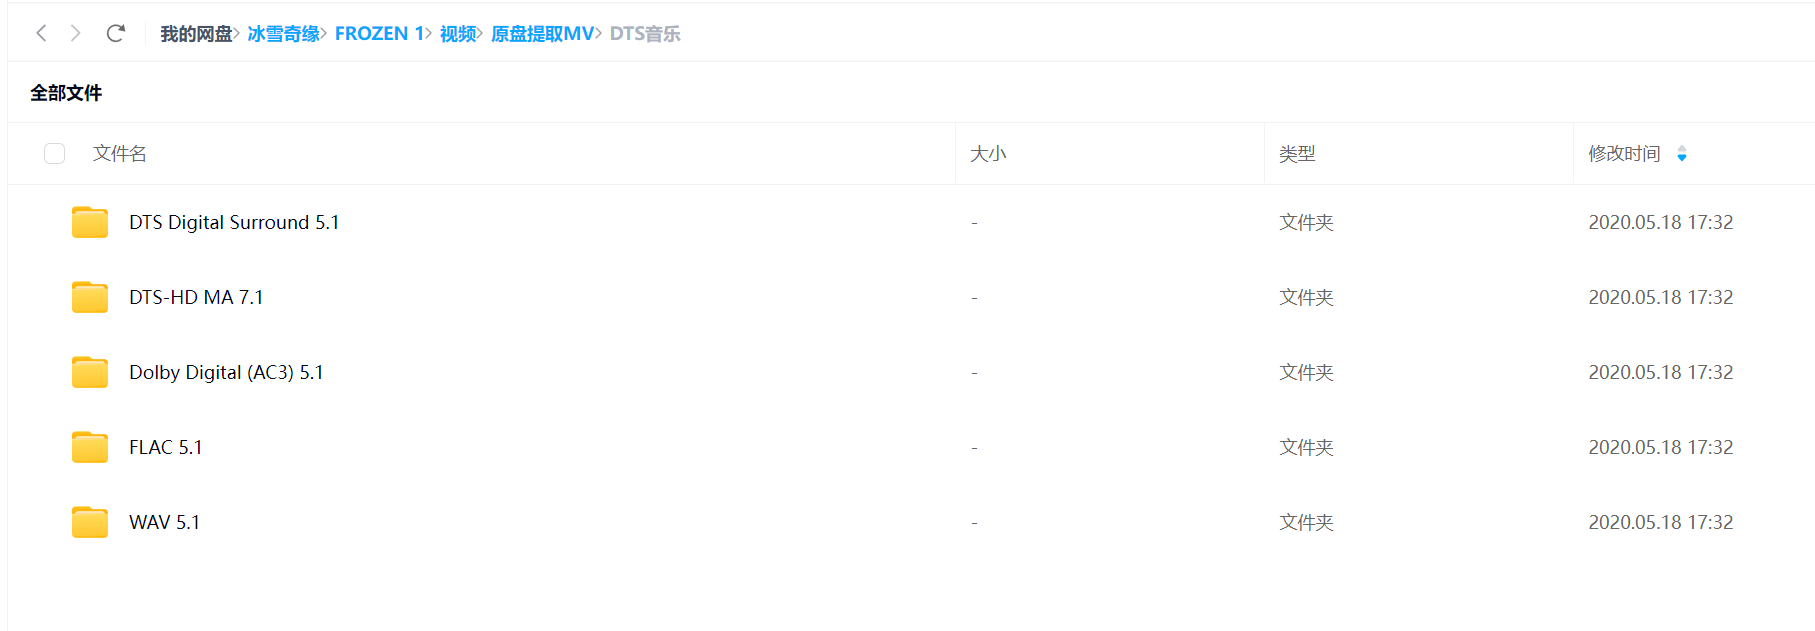 我的网盘> 冰雪奇缘> FROZEN 1> 视频> 原盘提取MV> DTS音乐
全部文件
文件名 大小 类型 修改时间
DTS Digital Surround 5.1 - 文件夹 2020.05.18 17:32
DTS-HD MA 7.1 - 文件夹 2020.05.18 17:32
Dolby Digital (AC3) 5.1 - 文件夹 2020.05.18 17:32
FLAC 5.1 - 文件夹 2020.05.18 17:32
WAV 5.1 - 文件夹 2020.05.18 17:32